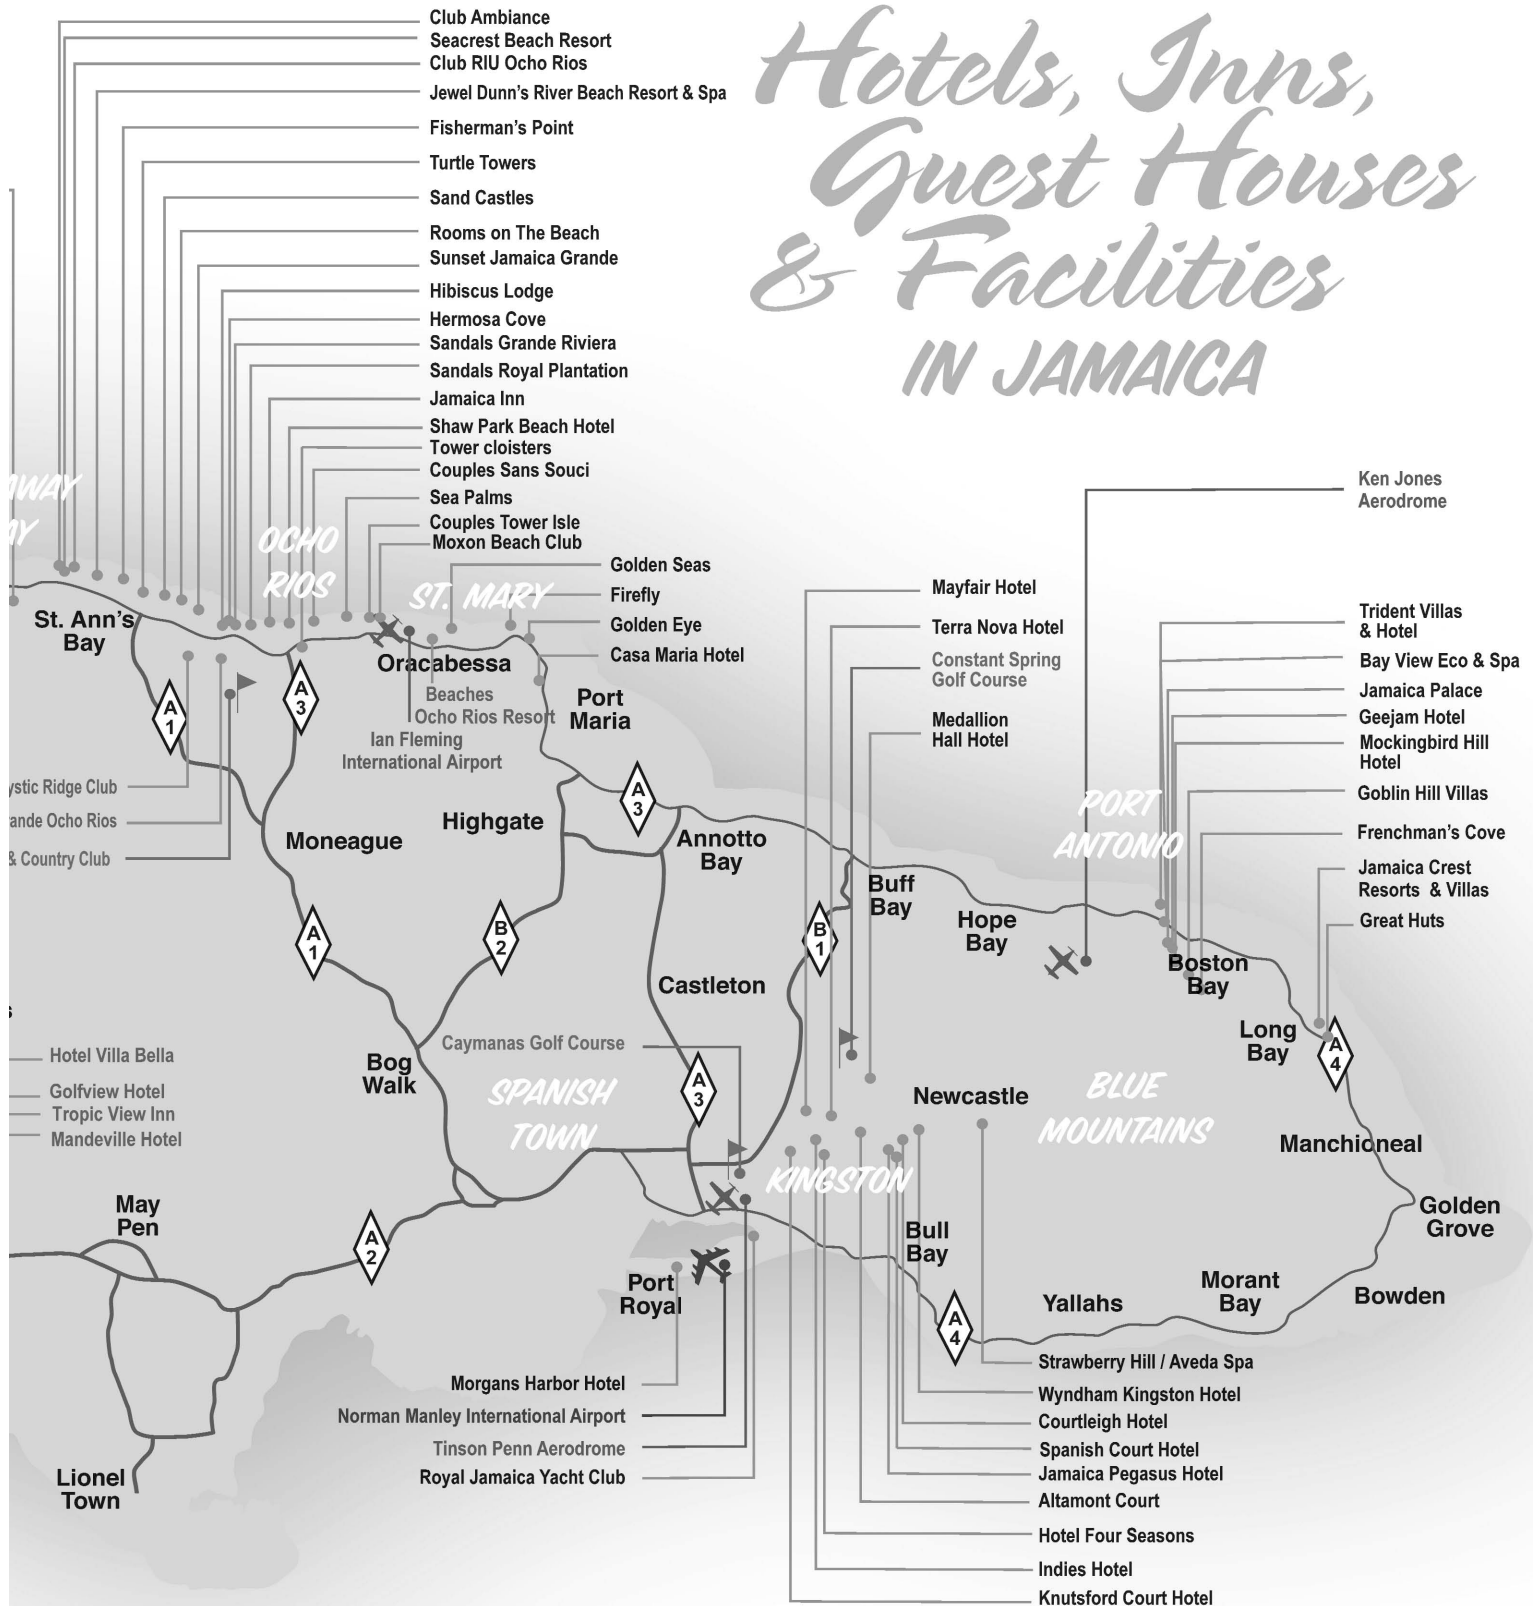 Hotels, Inns,
Guest Houses
& Facilities
IN JAMAICA
Club Ambiance
Seacrest Beach Resort
Club RIU Ocho Rios
Jewel Dunn's River Beach Resort & Spa
Fisherman's Point
Turtle Towers
Sand Castles
Rooms on The Beach
Sunset Jamaica Grande
Hibiscus Lodge
Hermosa Cove
Sandals Grande Riviera
Sandals Royal Plantation
Jamaica Inn
Shaw Park Beach Hotel
Tower cloisters
Couples Sans Souci
Sea Palms
Couples Tower Isle
Moxon Beach Club
Golden Seas
Firefly
Golden Eye
Casa Maria Hotel
AWAY
AY
OCHO
RIOS
ST. MARY
St. Ann's
Bay
Oracabessa
Beaches
Ocho Rios Resort
Ian Fleming
International Airport
Port
Maria
A
1
A
3
ystic Ridge Club
ande Ocho Rios
& Country Club
Moneague
Highgate
A
3
Annotto
Bay
Mayfair Hotel
Terra Nova Hotel
Constant Spring
Golf Course
Medallion
Hall Hotel
Ken Jones
Aerodrome
Trident Villas
& Hotel
Bay View Eco & Spa
Jamaica Palace
Geejam Hotel
Mockingbird Hill
Hotel
Goblin Hill Villas
Frenchman's Cove
Jamaica Crest
Resorts & Villas
Great Huts
PORT
ANTONIO
Buff
Bay
Hope
Bay
Boston
Bay
Long
Bay
A
1
B
2
B
1
A
4
Castleton
Caymanas Golf Course
s
Hotel Villa Bella
Golfview Hotel
Tropic View Inn
Mandeville Hotel
Bog
Walk
SPANISH
TOWN
A
3
Newcastle
BLUE
MOUNTAINS
Manchioneal
KINGSTON
May
Pen
A
2
Bull
Bay
Golden
Grove
Port
Royal
A
4
Yallahs
Morant
Bay
Bowden
Lionel
Town
Morgans Harbor Hotel
Norman Manley International Airport
Tinson Penn Aerodrome
Royal Jamaica Yacht Club
Strawberry Hill / Aveda Spa
Wyndham Kingston Hotel
Courtleigh Hotel
Spanish Court Hotel
Jamaica Pegasus Hotel
Altamont Court
Hotel Four Seasons
Indies Hotel
Knutsford Court Hotel